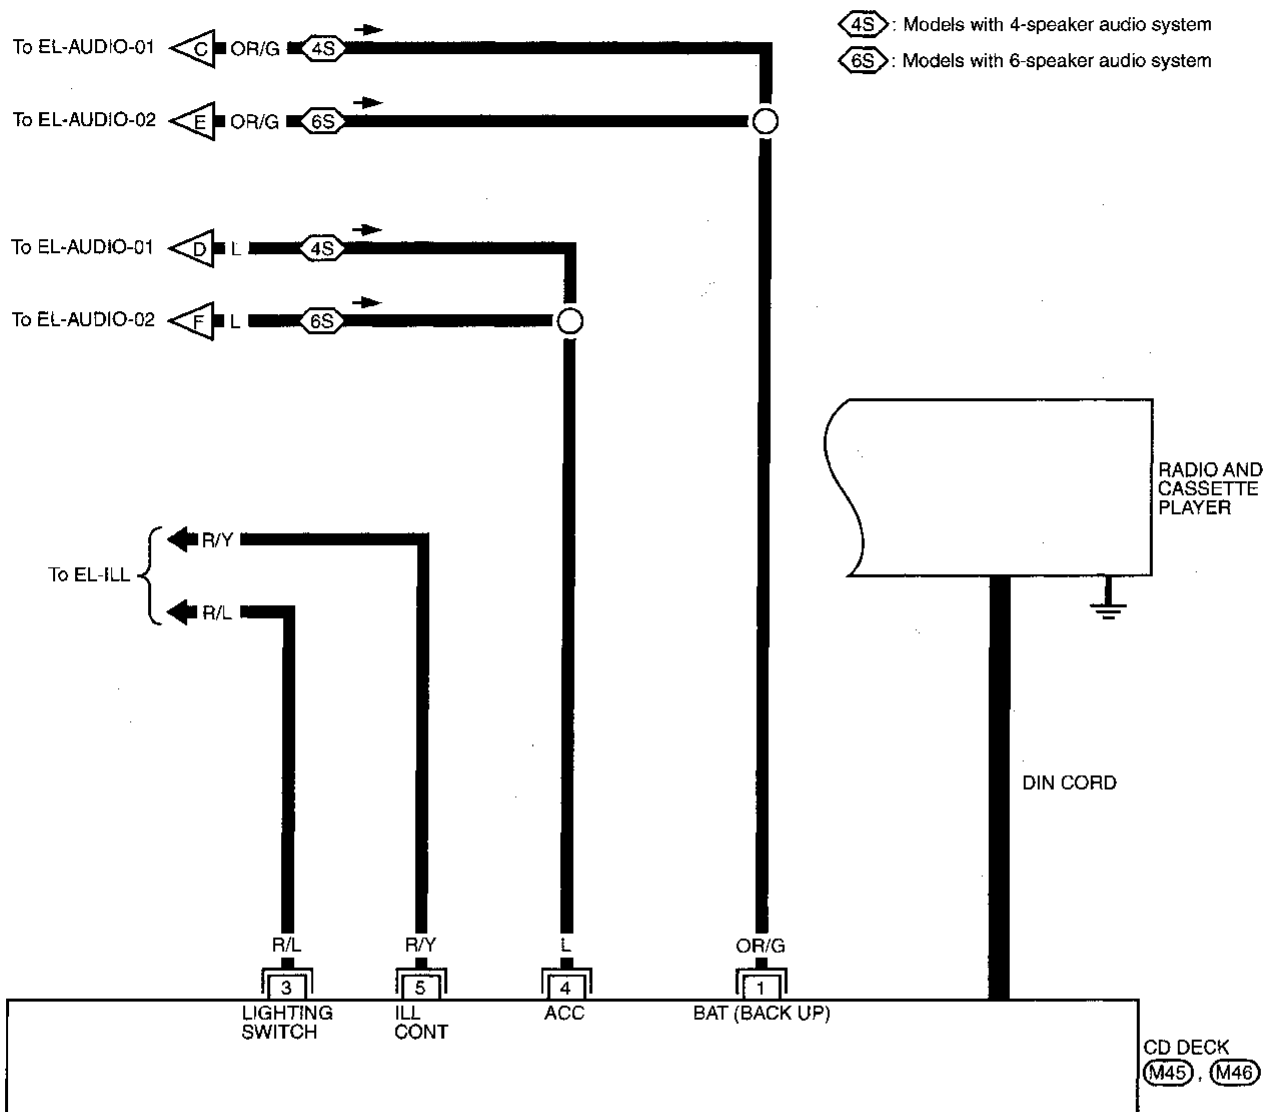 To EL-AUDIO-01 C OR/G 4S
4S : Models with 4-speaker audio system
6S : Models with 6-speaker audio system
To EL-AUDIO-02 E OR/G 6S
To EL-AUDIO-01 D L 4S
To EL-AUDIO-02 F L 6S
RADIO AND
CASSETTE
PLAYER
R/Y
To EL-ILL
R/L
DIN CORD
R/L R/Y L OR/G
3 5 4 1
LIGHTING
SWITCH
ILL
CONT
ACC
BAT (BACK UP)
CD DECK
M45 , M46